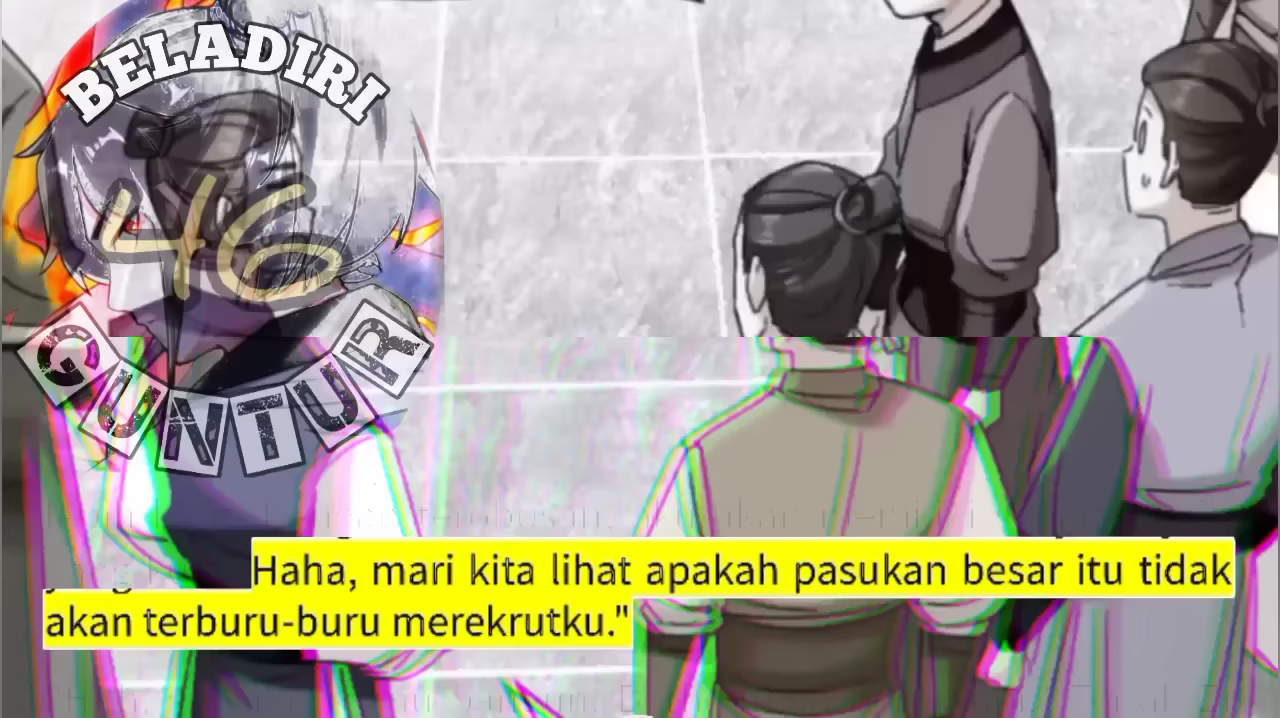 BELADIRI
46
GUNTUR
Haha, mari kita lihat apakah pasukan besar itu tidak
akan terburu-buru merekrutku."